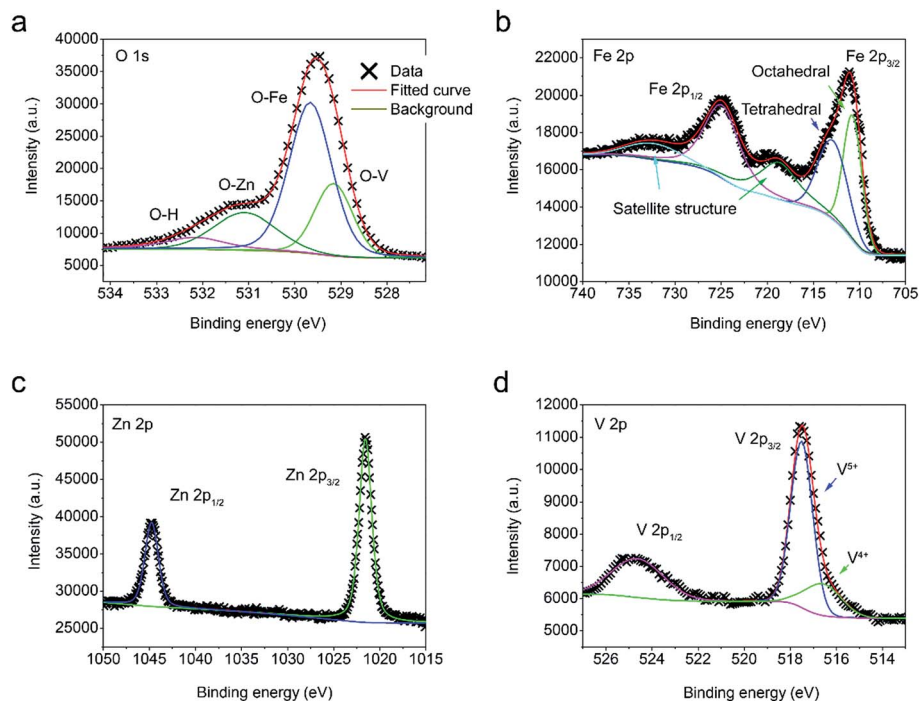 a
O 1s
Data
Fitted curve
Background
O-Fe
O-V
O-Zn
O-H
40000
35000
30000
25000
20000
15000
10000
5000
Intensity (a.u.)
534 533 532 531 530 529 528
Binding energy (eV)
b
Fe 2p
Octahedral Fe 2p3/2
Tetrahedral
Fe 2p1/2
Satellite structure
22000
20000
18000
16000
14000
12000
10000
Intensity (a.u.)
740 735 730 725 720 715 710 705
Binding energy (eV)
c
Zn 2p
Zn 2p3/2
Zn 2p1/2
55000
50000
45000
40000
35000
30000
25000
Intensity (a.u.)
1050 1045 1040 1035 1030 1025 1020 1015
Binding energy (eV)
d
V 2p
V 2p3/2
V5+
V 2p1/2
V4+
12000
11000
10000
9000
8000
7000
6000
5000
Intensity (a.u.)
526 524 522 520 518 516 514
Binding energy (eV)